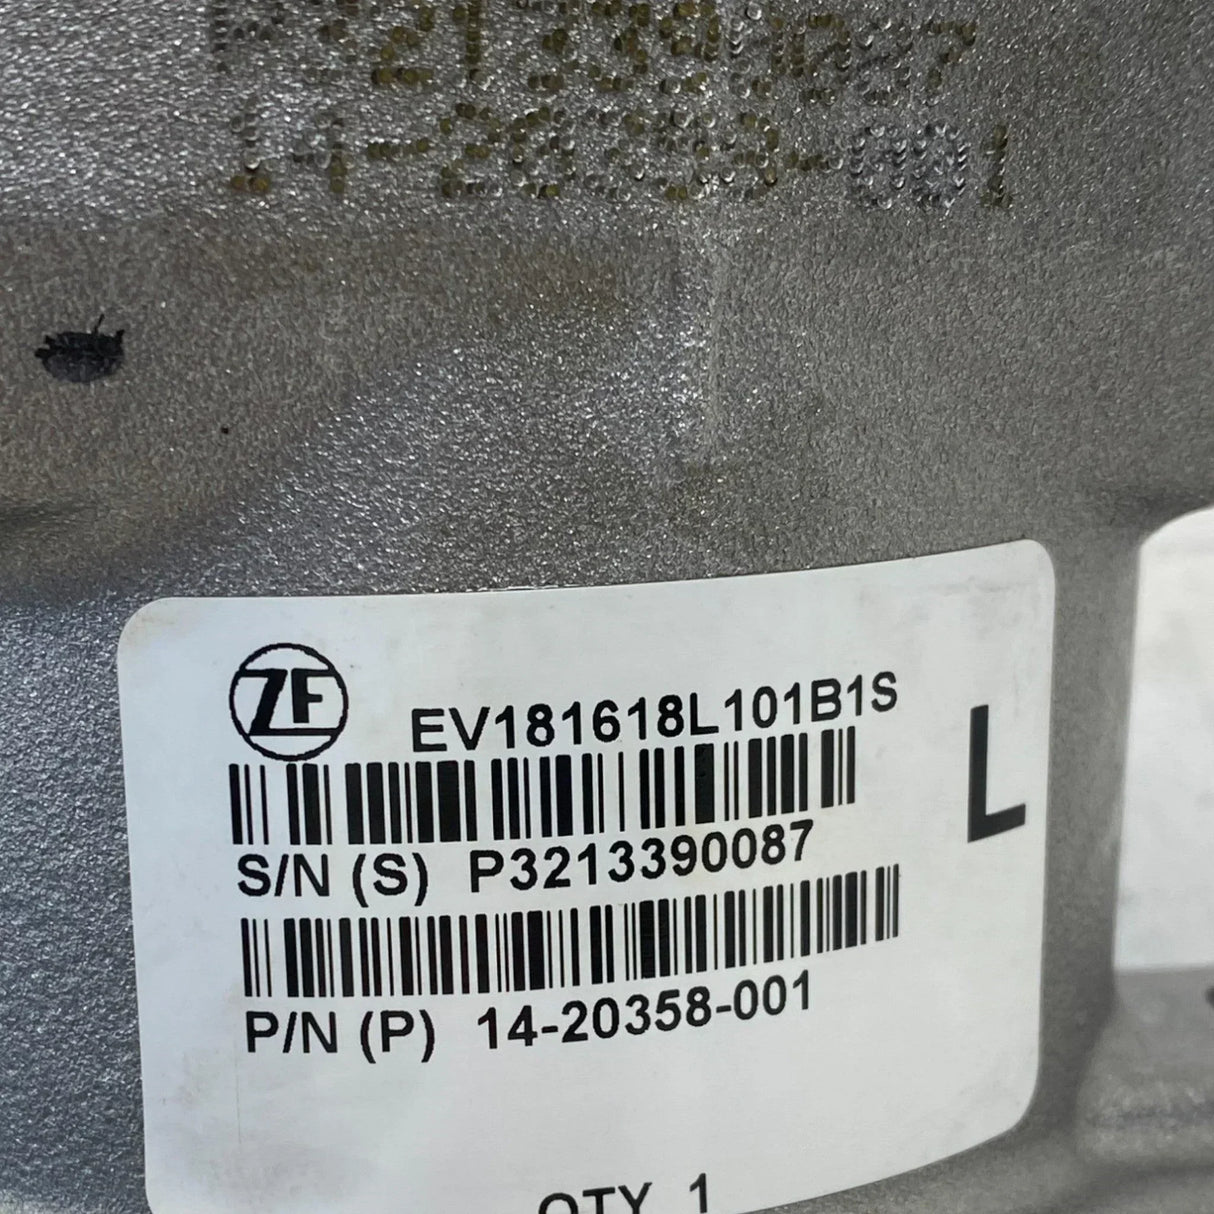 P3213390087
14-20358-001
ZF
EV181618L101B1S
L
S/N (S) P3213390087
P/N (P) 14-20358-001
QTY 1